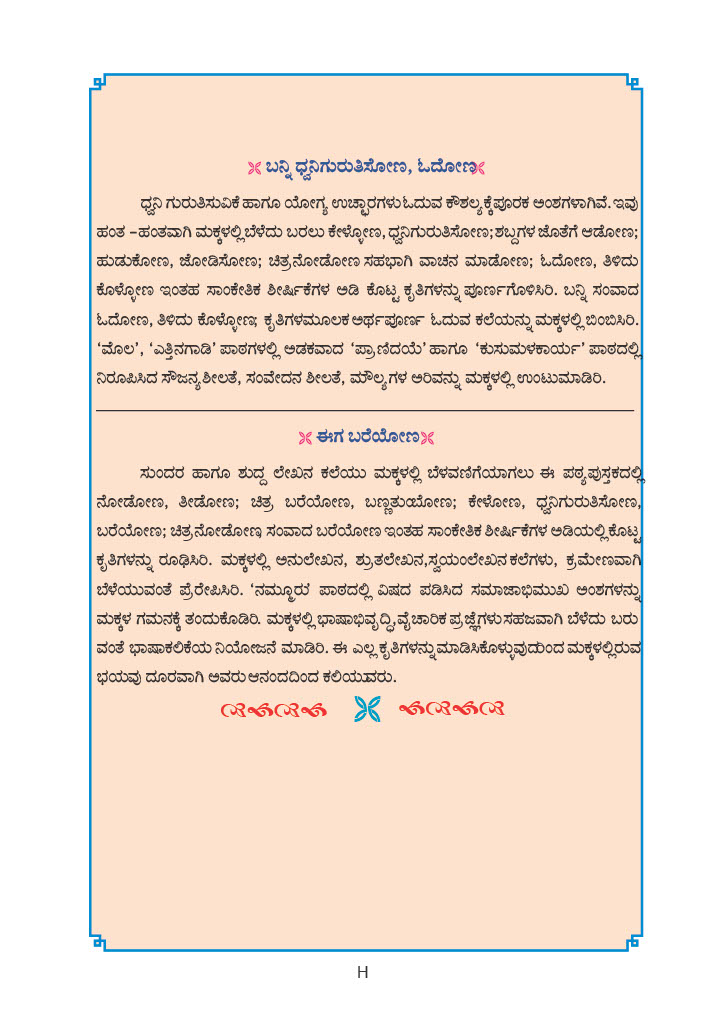 ಬನ್ನಿ ಧ್ವನಿಗುರುತಿಸೋಣ, ಓದೋಣ
ಧ್ವನಿ ಗುರುತಿಸುವಿಕೆ ಹಾಗೂ ಯೋಗ್ಯ ಉಚ್ಛಾರಗಳು ಓದುವ ಕೌಶಲ್ಯಕ್ಕೆ ಪೂರಕ ಅಂಶಗಳಾಗಿವೆ. ಇವು
ಹಂತ – ಹಂತವಾಗಿ ಮಕ್ಕಳಲ್ಲಿ ಬೆಳೆದು ಬರಲು ಕೇಳ್ಳೋಣ, ಧ್ವನಿಗುರುತಿಸೋಣ; ಶಬ್ದಗಳ ಜೊತೆಗೆ ಆಡೋಣ;
ಹುಡುಕೋಣ, ಜೋಡಿಸೋಣ; ಚಿತ್ರನೋಡೋಣ ಸಹಭಾಗಿ ವಾಚನ ಮಾಡೋಣ; ಓದೋಣ, ತಿಳಿದು
ಕೊಳ್ಳೋಣ ಇಂತಹ ಸಾಂಕೇತಿಕ ಶೀರ್ಷಿಕೆಗಳ ಅಡಿ ಕೊಟ್ಟ ಕೃತಿಗಳನ್ನು ಪೂರ್ಣಗೊಳಿಸಿರಿ. ಬನ್ನಿ ಸಂವಾದ
ಓದೋಣ, ತಿಳಿದು ಕೊಳ್ಳೋಣ; ಕೃತಿಗಳಮೂಲಕ ಅರ್ಥಪೂರ್ಣ ಓದುವ ಕಲೆಯನ್ನು ಮಕ್ಕಳಲ್ಲಿ ಬಿಂಬಿಸಿರಿ.
‘ಮೊಲ’, ‘ಎತ್ತಿನಗಾಡಿ’ ಪಾಠಗಳಲ್ಲಿ ಅಡಕವಾದ ‘ಪ್ರಾಣಿದಯೆ’ ಹಾಗೂ ‘ಕುಸುಮಳಕಾರ್ಯ’ ಪಾಠದಲ್ಲಿ
ನಿರೂಪಿಸಿದ ಸೌಜನ್ಯಶೀಲತೆ, ಸಂವೇದನ ಶೀಲತೆ, ಮೌಲ್ಯಗಳ ಅರಿವನ್ನು ಮಕ್ಕಳಲ್ಲಿ ಉಂಟುಮಾಡಿರಿ.
ಈಗ ಬರೆಯೋಣ
ಸುಂದರ ಹಾಗೂ ಶುದ್ದ ಲೇಖನ ಕಲೆಯು ಮಕ್ಕಳಲ್ಲಿ ಬೆಳವಣಿಗೆಯಾಗಲು ಈ ಪಠ್ಯಪುಸ್ತಕದಲ್ಲಿ
ನೋಡೋಣ, ತೀಡೋಣ; ಚಿತ್ರ ಬರೆಯೋಣ, ಬಣ್ಣತುಂಬೋಣ; ಕೇಳೋಣ, ಧ್ವನಿಗುರುತಿಸೋಣ,
ಬರೆಯೋಣ; ಚಿತ್ರನೋಡೋಣ, ಸಂವಾದ ಬರೆಯೋಣ ಇಂತಹ ಸಾಂಕೇತಿಕ ಶೀರ್ಷಿಕೆಗಳ ಅಡಿಯಲ್ಲಿ ಕೊಟ್ಟ
ಕೃತಿಗಳನ್ನು ರೂಢಿಸಿರಿ. ಮಕ್ಕಳಲ್ಲಿ ಅನುಲೇಖನ, ಶ್ರುತಲೇಖನ,ಸ್ವಯಂಲೇಖನ ಕಲೆಗಳು, ಕ್ರಮೇಣವಾಗಿ
ಬೆಳೆಯುವಂತೆ ಪ್ರೆರೇಪಿಸಿರಿ. ‘ನಮ್ಮೂರು’ ಪಾಠದಲ್ಲಿ ವಿಷದ ಪಡಿಸಿದ ಸಮಾಜಾಭಿಮುಖ ಅಂಶಗಳನ್ನು
ಮಕ್ಕಳ ಗಮನಕ್ಕೆ ತಂದುಕೊಡಿರಿ. ಮಕ್ಕಳಲ್ಲಿ ಭಾಷಾಭಿವೃದ್ಧಿ, ವೈಚಾರಿಕ ಪ್ರಜ್ಞೆಗಳು ಸಹಜವಾಗಿ ಬೆಳೆದು ಬರು
ವಂತೆ ಭಾಷಾಕಲಿಕೆಯ ನಿಯೋಜನೆ ಮಾಡಿರಿ. ಈ ಎಲ್ಲ ಕೃತಿಗಳನ್ನು ಮಾಡಿಸಿಕೊಳ್ಳುವುದರಿಂದ ಮಕ್ಕಳಲ್ಲಿರುವ
ಭಯವು ದೂರವಾಗಿ ಅವರು ಆನಂದದಿಂದ ಕಲಿಯುವರು.
H